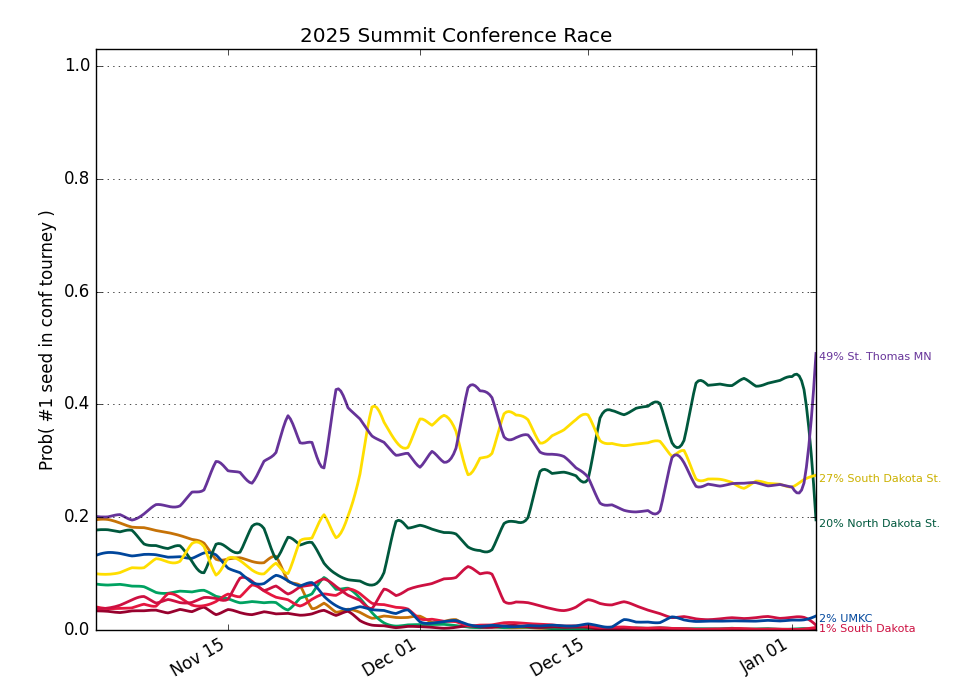 2025 Summit Conference Race
Prob( #1 seed in conf tourney )
1.0
0.8
0.6
0.4
0.2
0.0
Nov 15
Dec 01
Dec 15
Jan 01
49% St. Thomas MN
27% South Dakota St.
20% North Dakota St.
2% UMKC
1% South Dakota